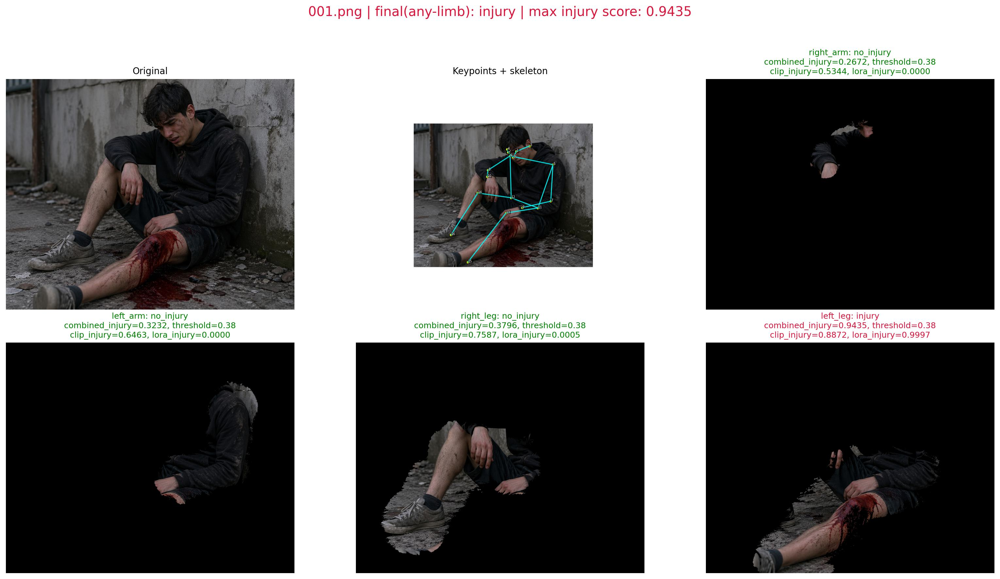 001.png | final(any-limb): injury | max injury score: 0.9435
Original
Keypoints + skeleton
right_arm: no_injury
combined_injury=0.2672, threshold=0.38
clip_injury=0.5344, lora_injury=0.0000
4
2
1
3
6
0
5
8
10
14
12
7
9
11
13
16
15
left_arm: no_injury
combined_injury=0.3232, threshold=0.38
clip_injury=0.6463, lora_injury=0.0000
right_leg: no_injury
combined_injury=0.3796, threshold=0.38
clip_injury=0.7587, lora_injury=0.0005
left_leg: injury
combined_injury=0.9435, threshold=0.38
clip_injury=0.8872, lora_injury=0.9997